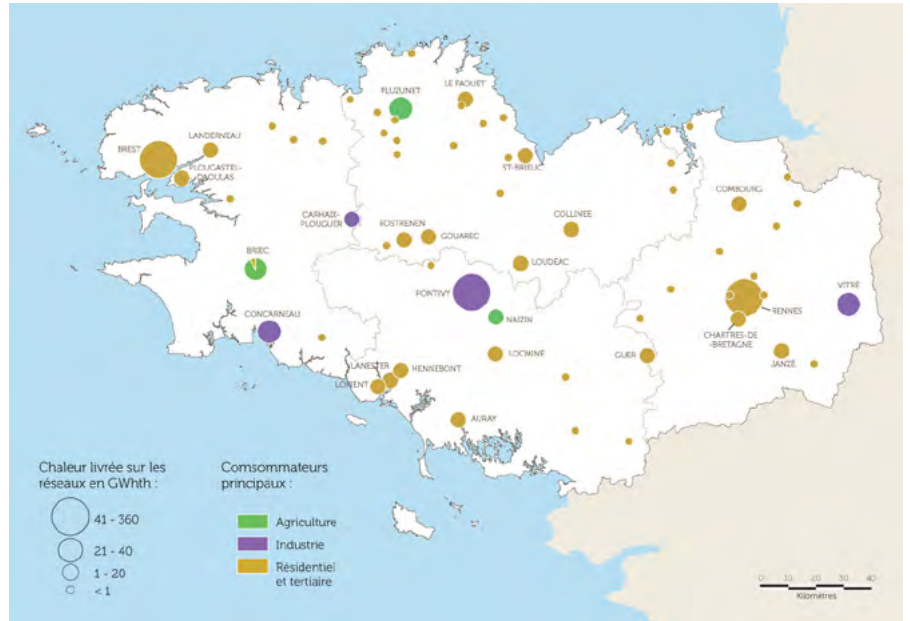 LE FAOUET
PLUZUNET
LANDERNEAU
BREST
PLOUGASTEL-
DAOULAS
ST-BRIEUC
COMBOURG
CARHAIX-
PLOUGUER
ROSTRENEN
GOUAREC
COLLINEE
BRIEC
LOUDEAC
PONTIVY
VITRÉ
CONCARNEAU
NAIZIN
RENNES
CHARTRES-DE
-BRETAGNE
LOCMINE
GUER
JANZE
LANESTER
HENNEBONT
LORIENT
AURAY
Chaleur livrée sur les
réseaux en GWhth :
41 - 360
21 - 40
1 - 20
< 1
Comsommateurs
principaux :
Agriculture
Industrie
Résidentiel
et tertiaire
0 10 20 30 40
Kilomètres